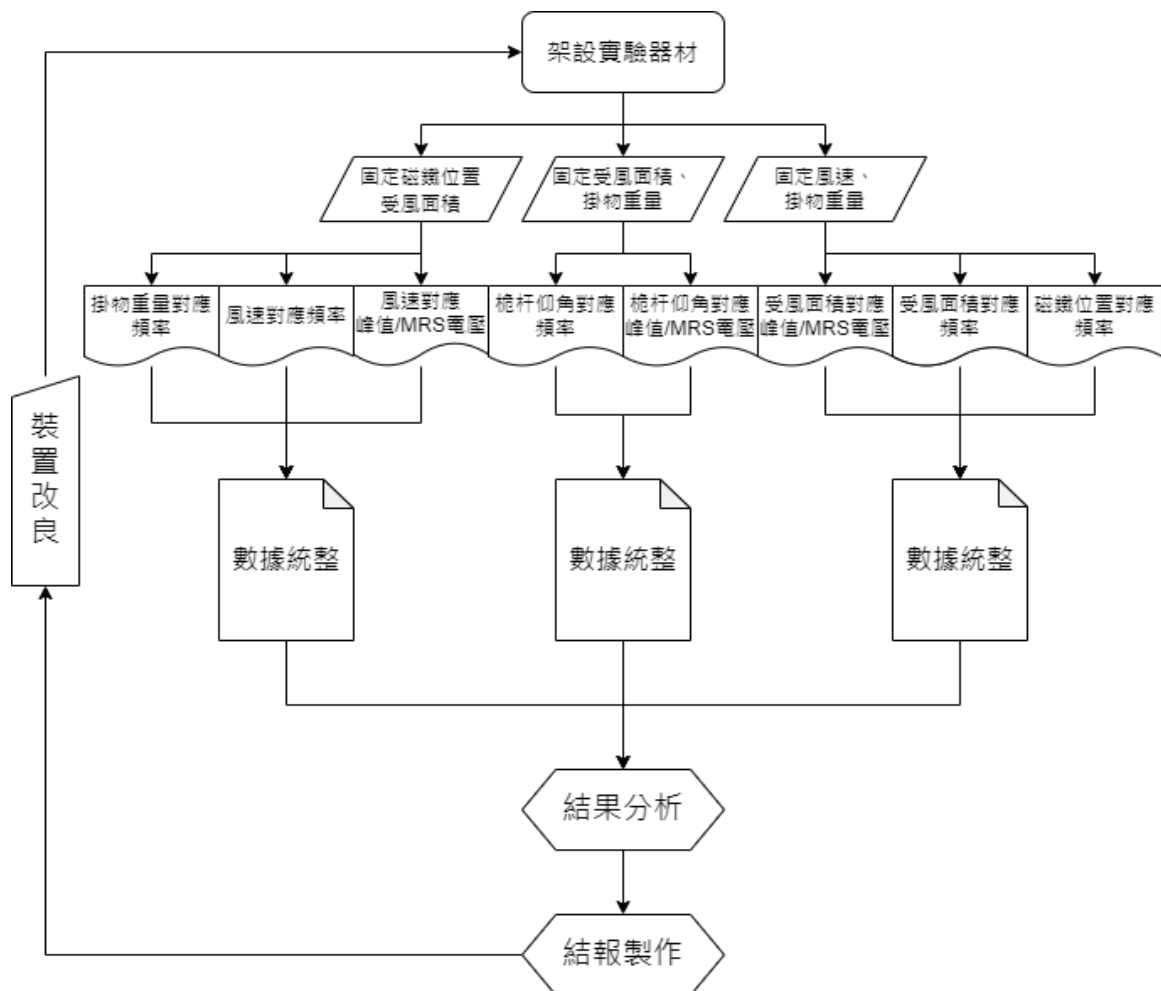 架設實驗器材
固定磁鐵位置
受風面積
固定受風面積、
掛物重量
固定風速、
掛物重量
掛物重量對應
頻率
風速對應頻率
風速對應
峰值/MRS電壓
桅杆仰角對應
頻率
桅杆仰角對應
峰值/MRS電壓
受風面積對應
峰值/MRS電壓
受風面積對應
頻率
磁鐵位置對應
頻率
裝
置
改
良
數據統整
數據統整
數據統整
結果分析
結報製作